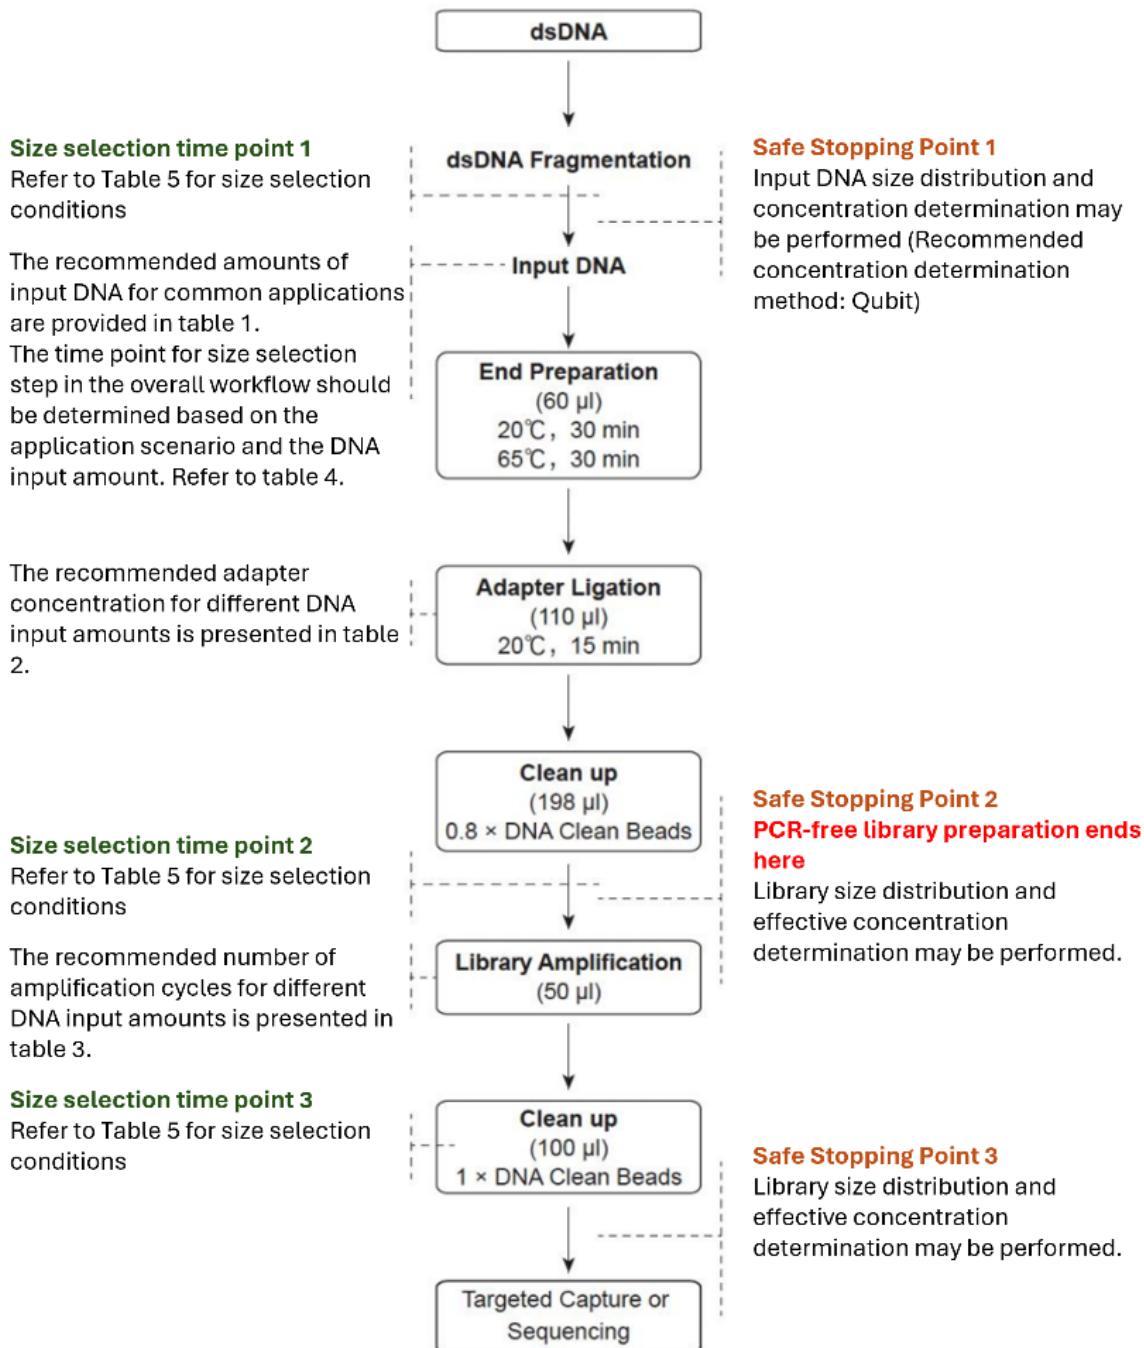 dsDNA
Size selection time point 1
Refer to Table 5 for size selection
conditions
dsDNA Fragmentation
Safe Stopping Point 1
Input DNA size distribution and
concentration determination may
be performed (Recommended
concentration determination
method: Qubit)
The recommended amounts of
input DNA for common applications
are provided in table 1.
The time point for size selection
step in the overall workflow should
be determined based on the
application scenario and the DNA
input amount. Refer to table 4.
Input DNA
End Preparation
(60 µl)
20℃, 30 min
65℃, 30 min
The recommended adapter
concentration for different DNA
input amounts is presented in table
2.
Adapter Ligation
(110 µl)
20℃, 15 min
Clean up
(198 µl)
0.8 × DNA Clean Beads
Safe Stopping Point 2
PCR-free library preparation ends
here
Library size distribution and
effective concentration
determination may be performed.
Size selection time point 2
Refer to Table 5 for size selection
conditions
The recommended number of
amplification cycles for different
DNA input amounts is presented in
table 3.
Library Amplification
(50 µl)
Size selection time point 3
Refer to Table 5 for size selection
conditions
Clean up
(100 µl)
1 × DNA Clean Beads
Safe Stopping Point 3
Library size distribution and
effective concentration
determination may be performed.
Targeted Capture or
Sequencing